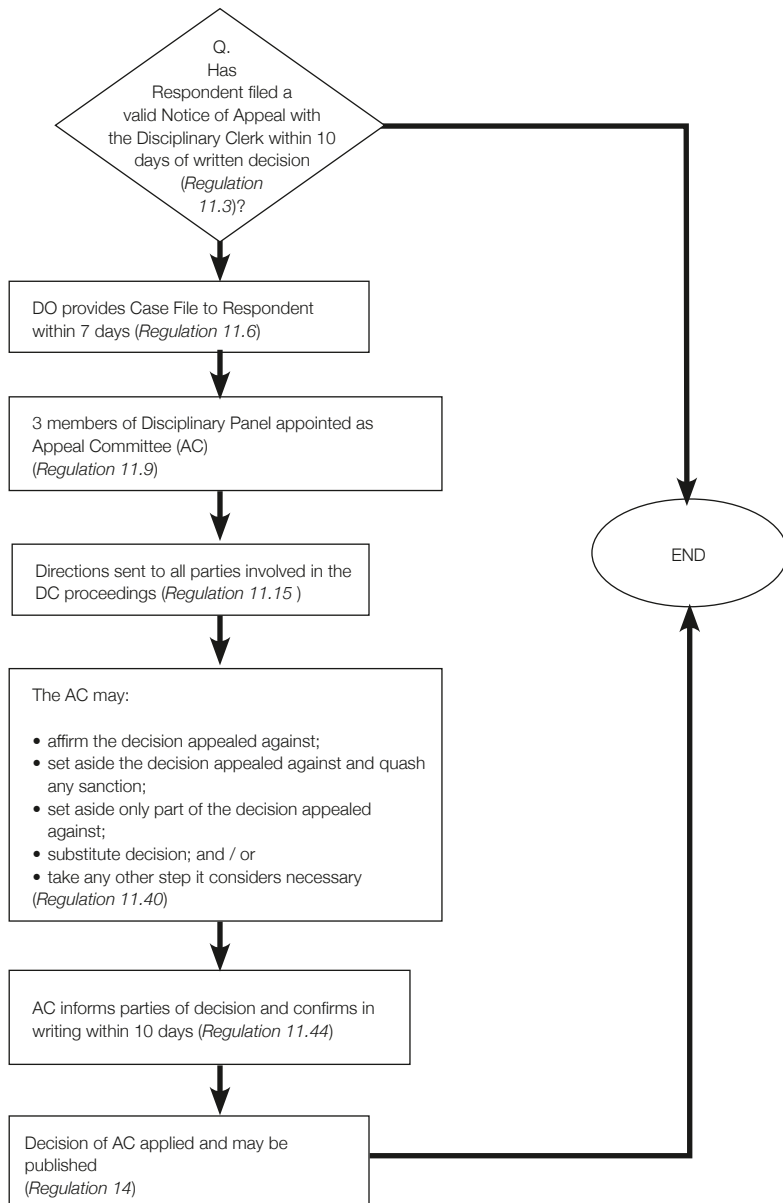 Q.
Has
Respondent filed a
valid Notice of Appeal with
the Disciplinary Clerk within 10
days of written decision
(Regulation
11.3)?
DO provides Case File to Respondent
within 7 days (Regulation 11.6)
3 members of Disciplinary Panel appointed as
Appeal Committee (AC)
(Regulation 11.9)
Directions sent to all parties involved in the
DC proceedings (Regulation 11.15 )
The AC may:
• affirm the decision appealed against;
• set aside the decision appealed against and quash
any sanction;
• set aside only part of the decision appealed
against;
• substitute decision; and / or
• take any other step it considers necessary
(Regulation 11.40)
AC informs parties of decision and confirms in
writing within 10 days (Regulation 11.44)
Decision of AC applied and may be
published
(Regulation 14)
END